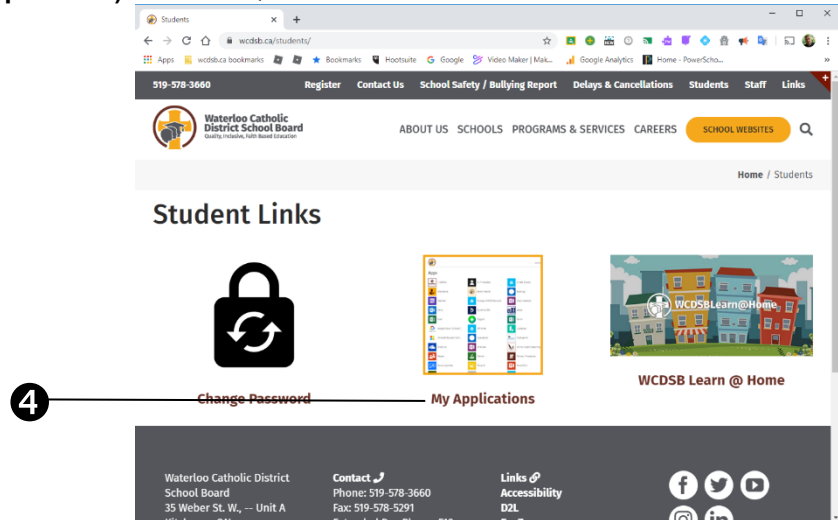 Students
wcdsb.ca/students/
Apps wcdsb.ca bookmarks Bookmarks Hootsuite Google Video Maker | Mak... Google Analytics Home - PowerScho...
519-578-3660 Register Contact Us School Safety / Bullying Report Delays & Cancellations Students Staff Links
Waterloo Catholic
District School Board
Quality, Inclusive, Faith Based Education
ABOUT US SCHOOLS PROGRAMS & SERVICES CAREERS SCHOOL WEBSITES
Home / Students
Student Links
Apps
WCDSBLearn@Home
WCDSB Learn @ Home
4 Change Password My Applications
Waterloo Catholic District Contact Links
School Board Phone: 519-578-3660 Accessibility
35 Weber St. W., -- Unit A Fax: 519-578-5291 D2L